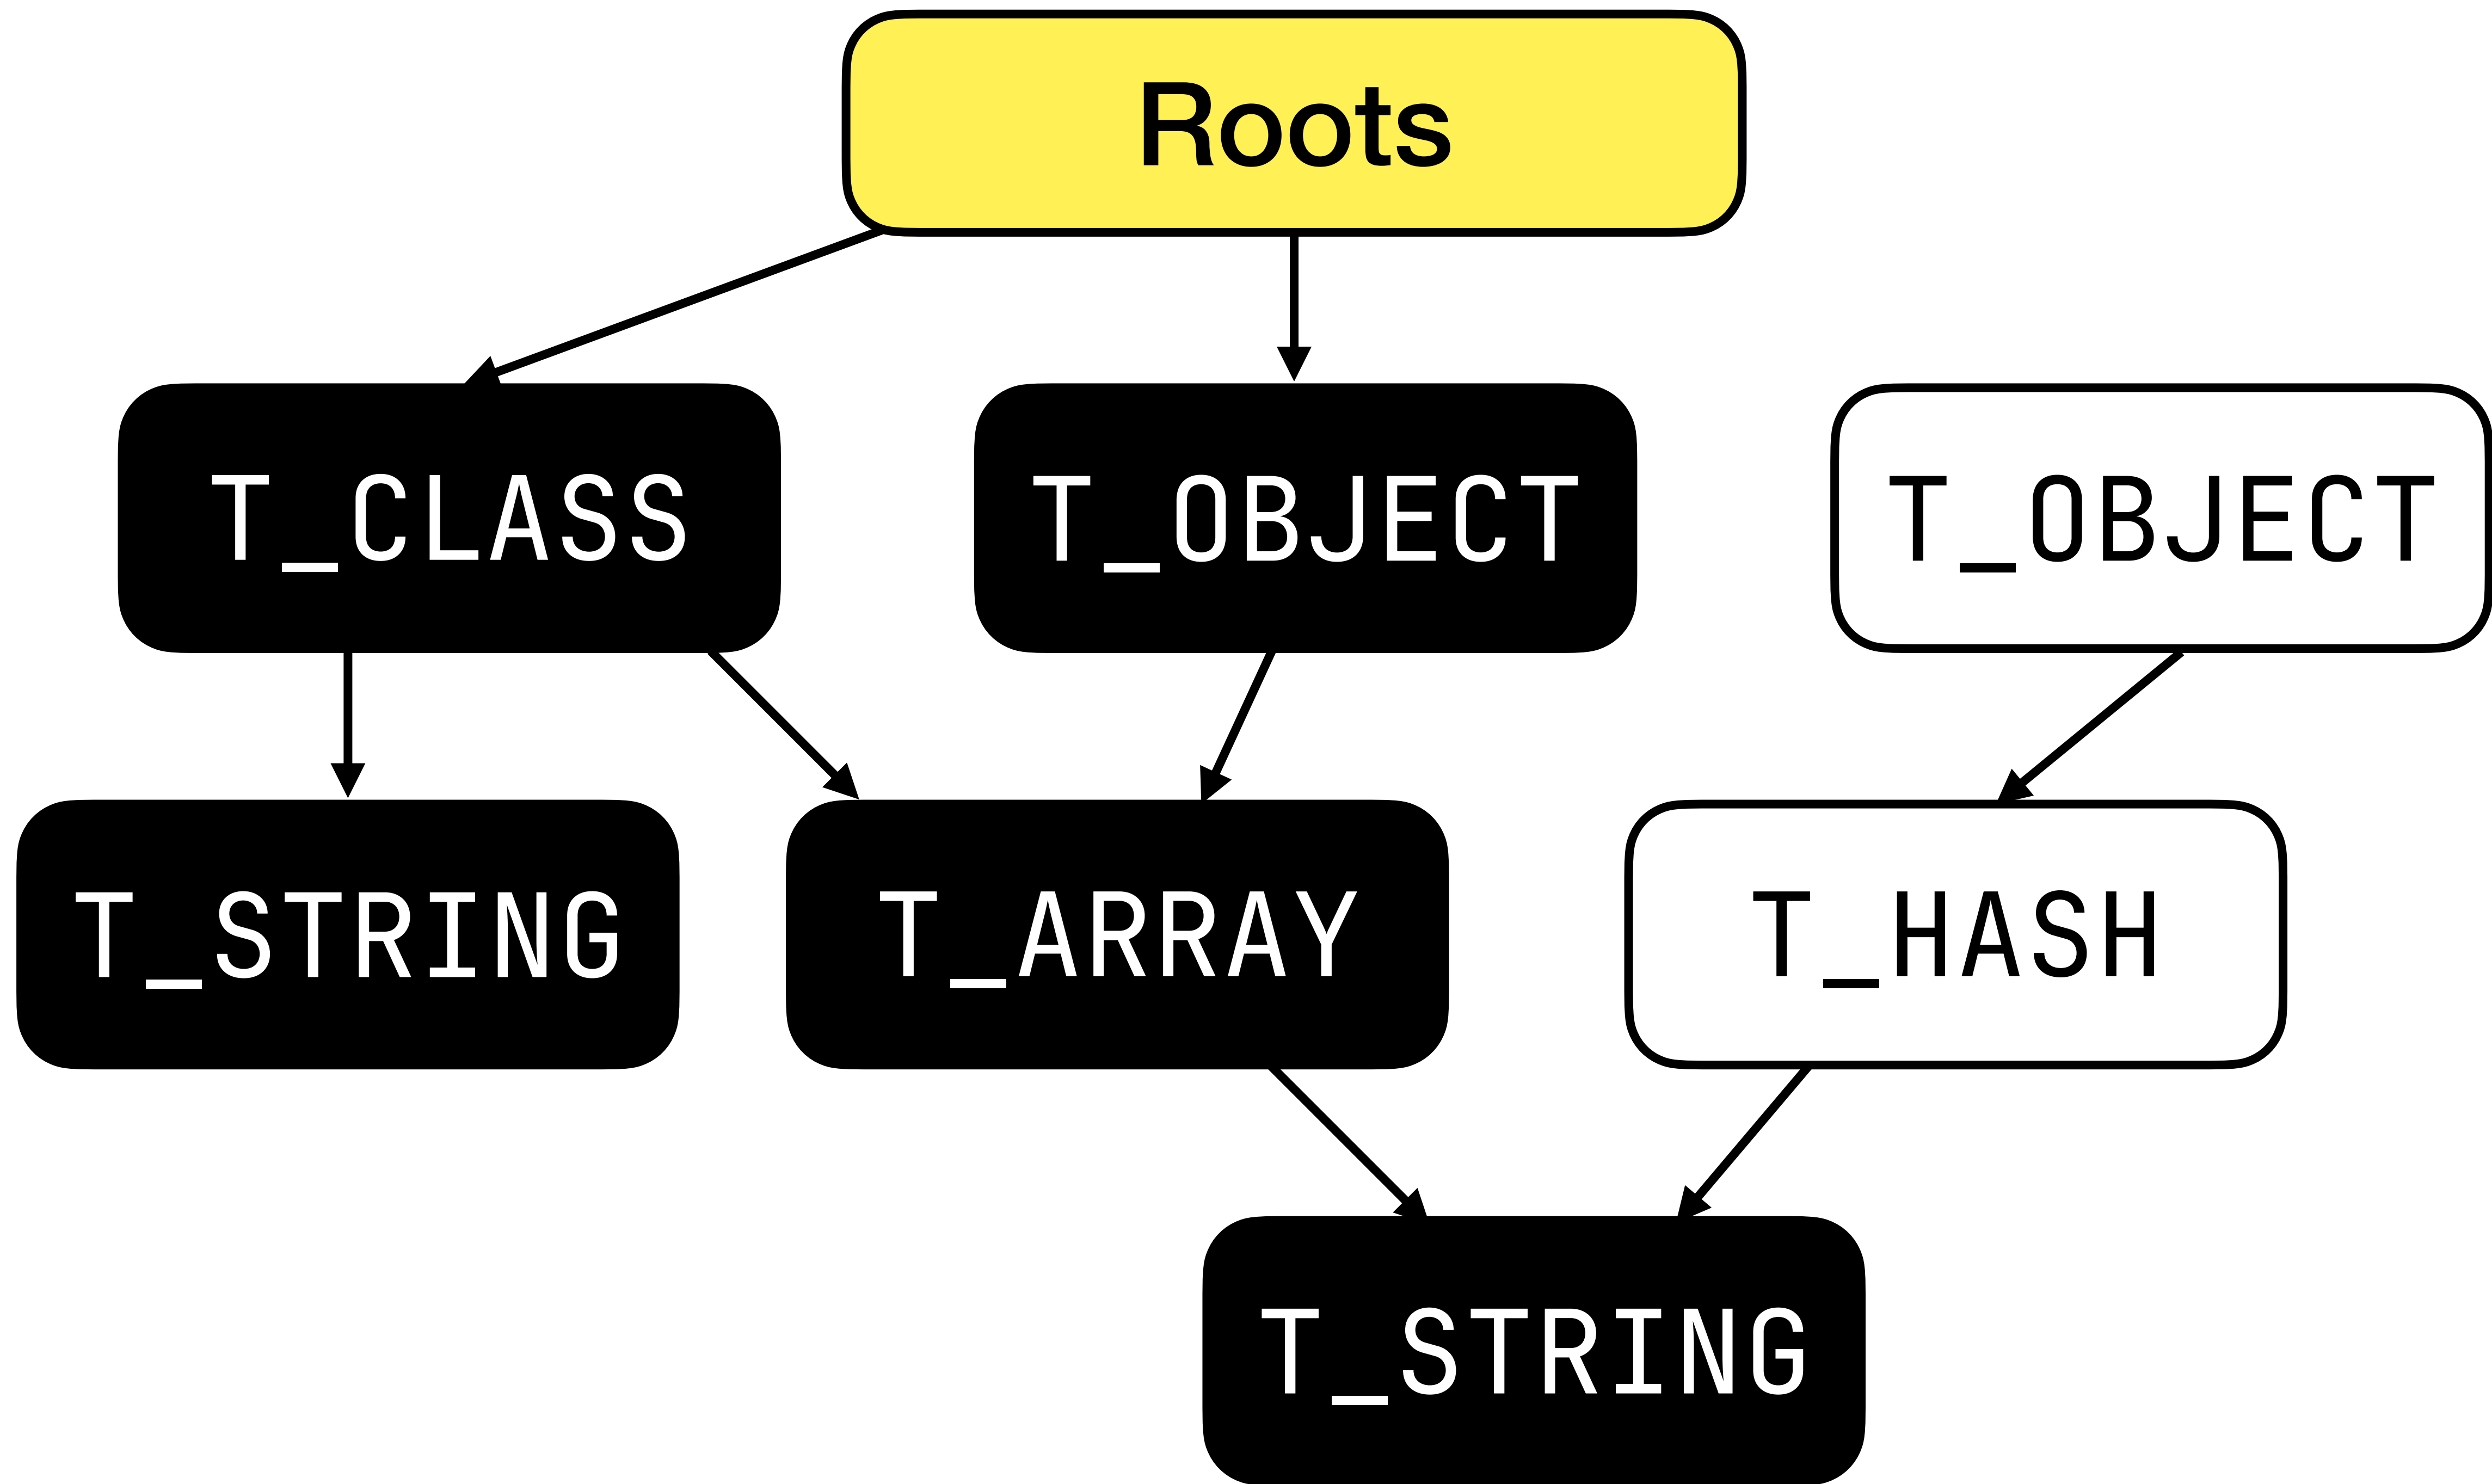 Roots
T_CLASS
T_OBJECT
T_OBJECT
T_STRING
T_ARRAY
T_HASH
T_STRING